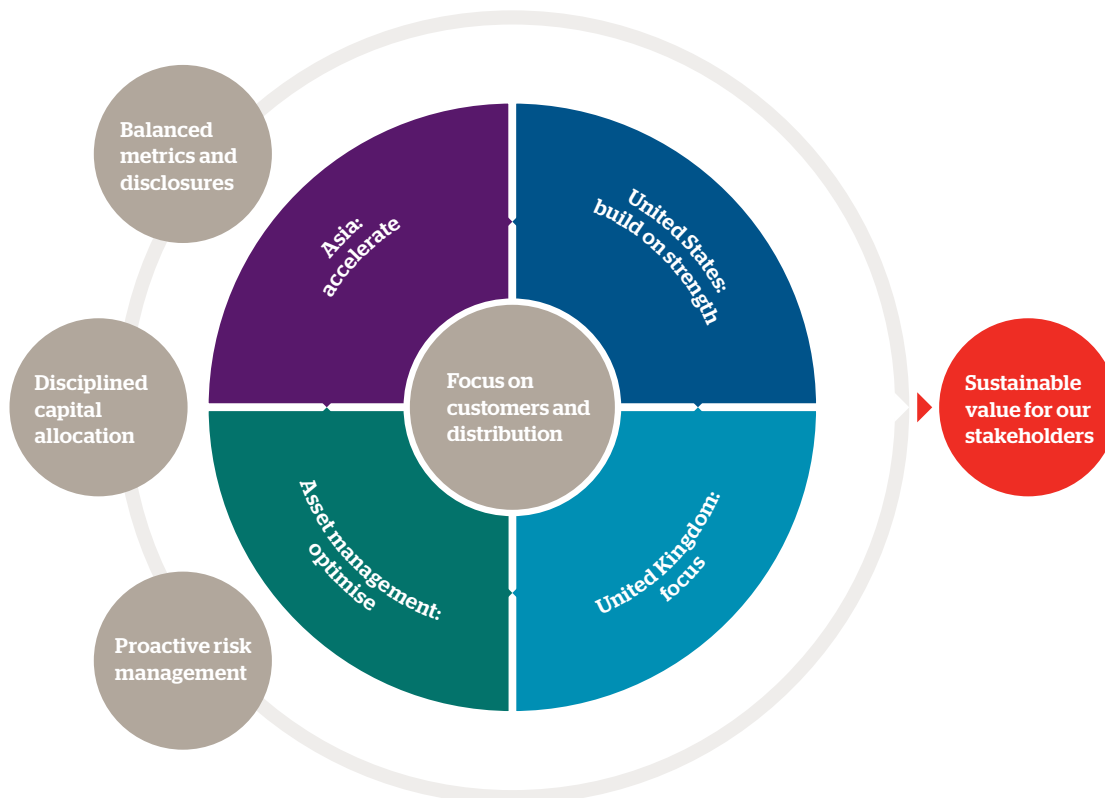 Balanced
metrics and
disclosures
Asia:
accelerate
United States:
build on strength
Disciplined
capital
allocation
Focus on
customers and
distribution
Sustainable
value for our
stakeholders
Asset management:
optimise
United Kingdom:
focus
Proactive risk
management